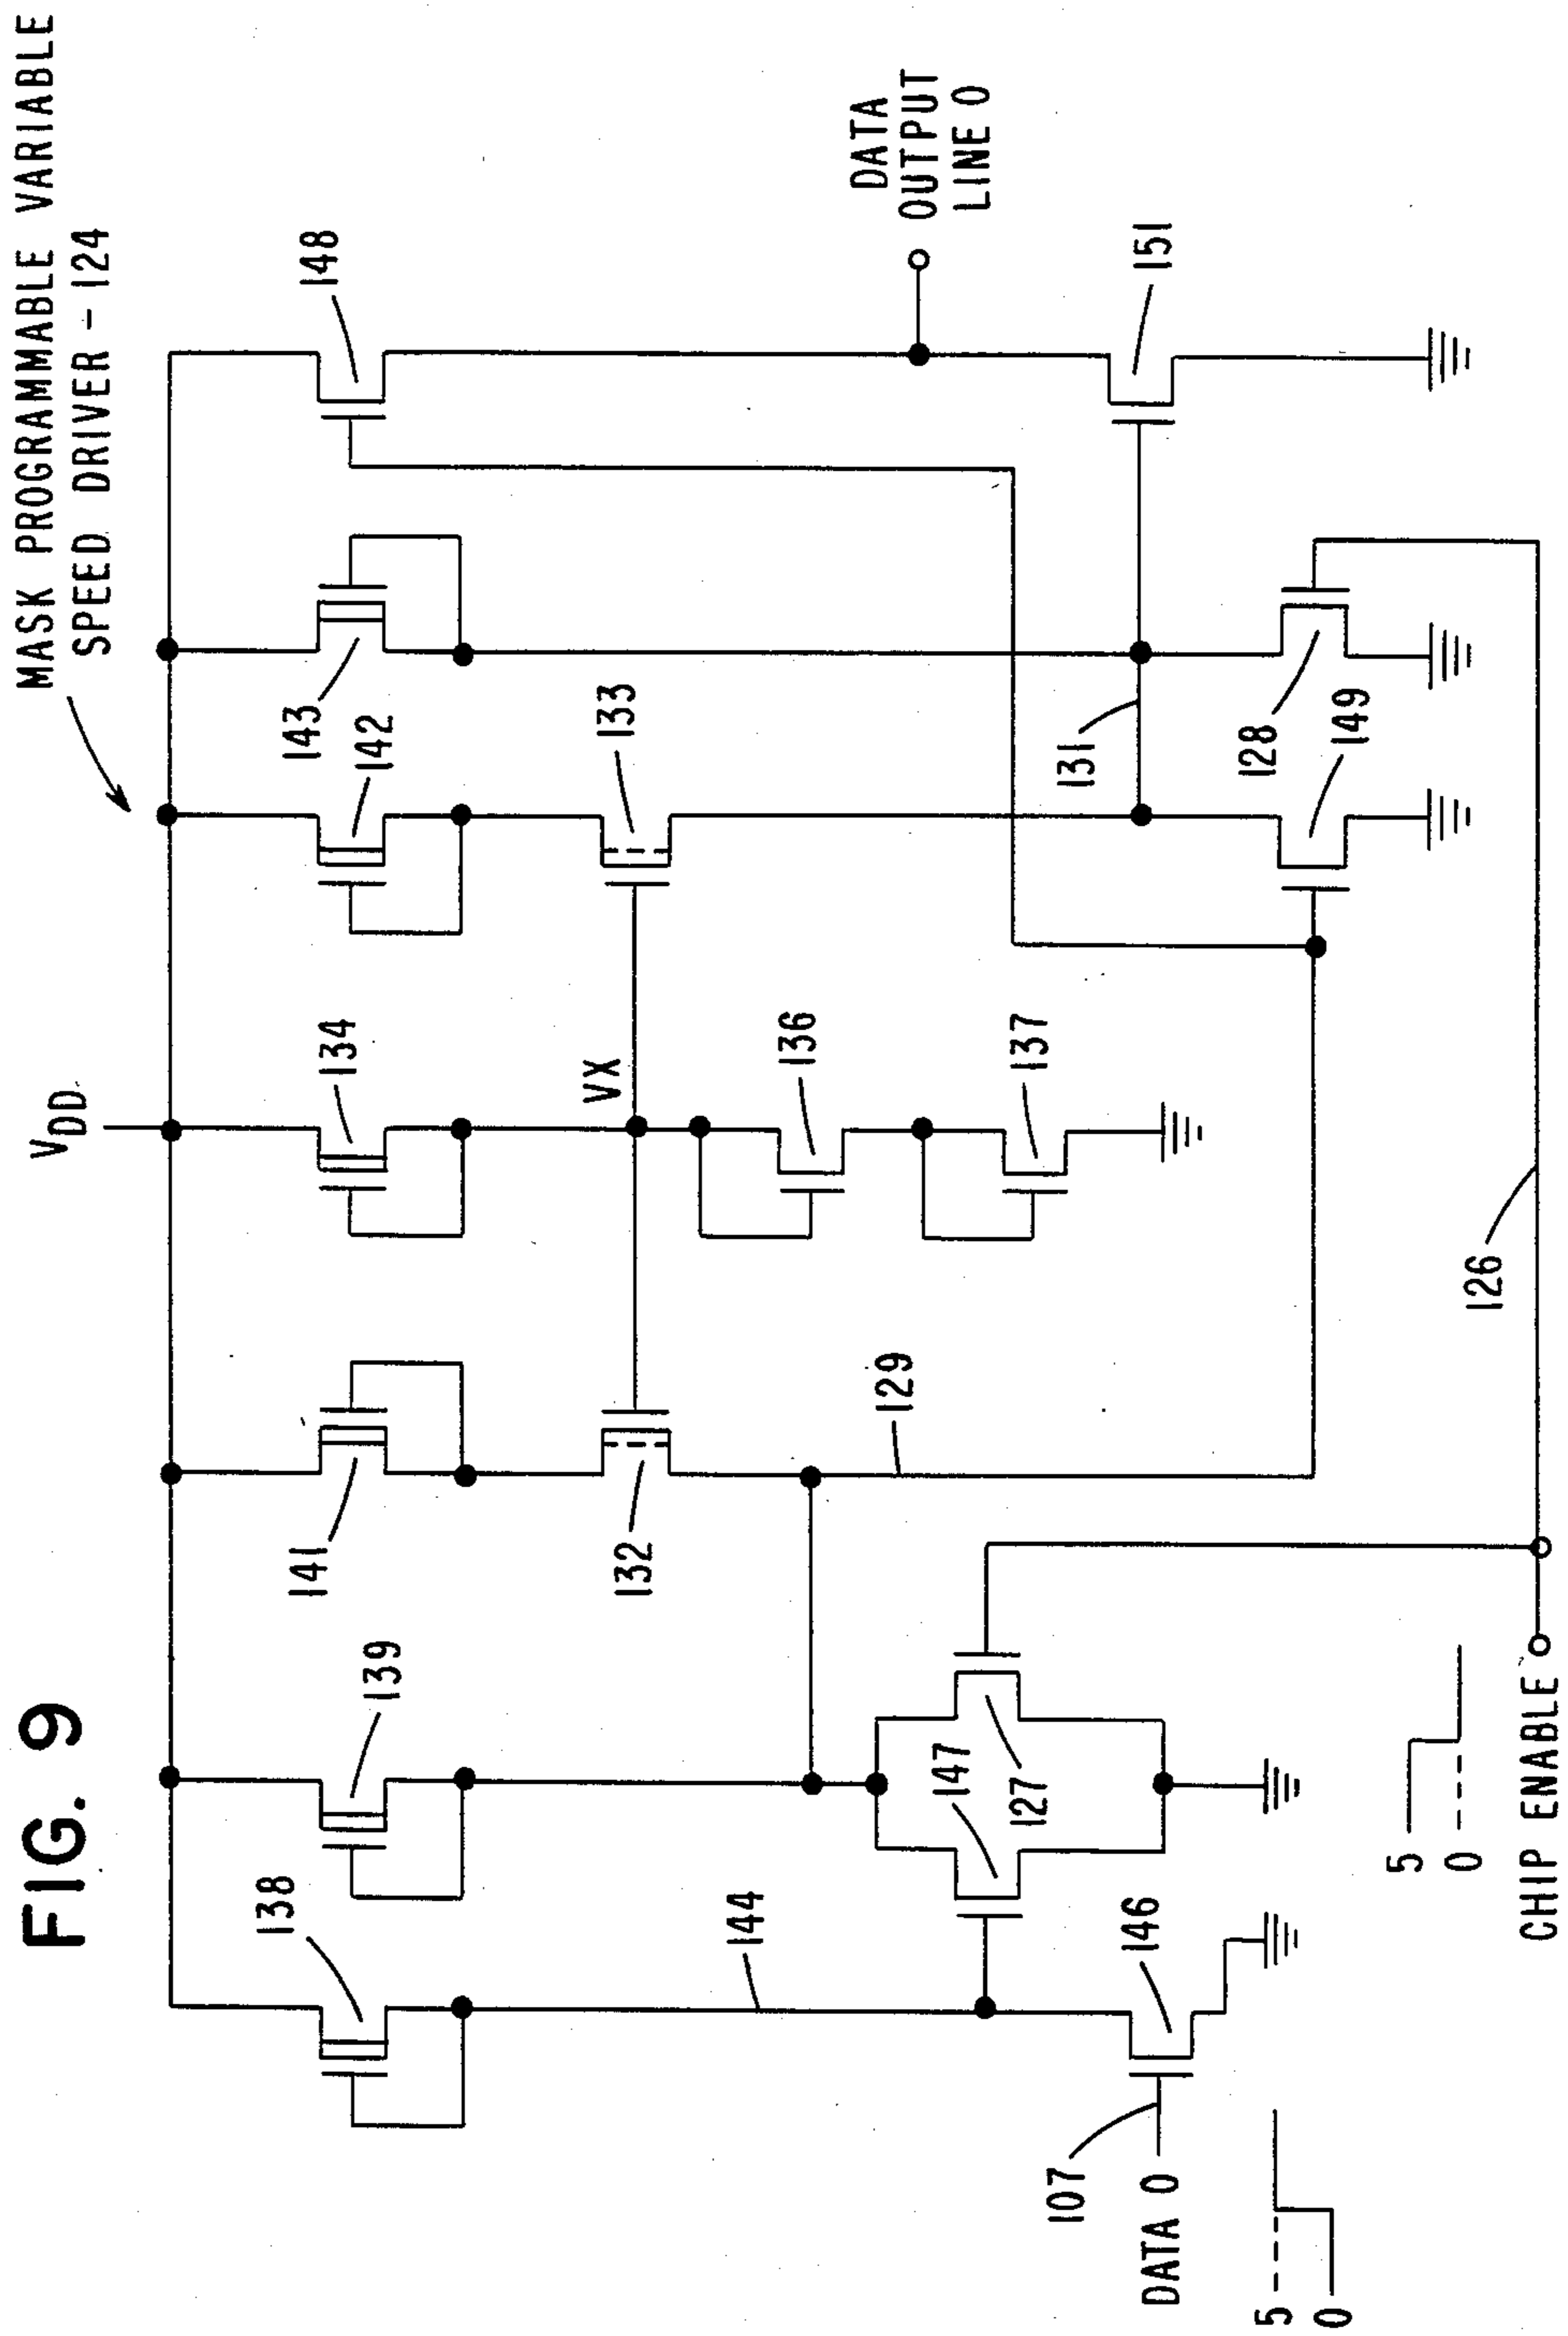 FIG. 9
MASK PROGRAMMABLE VARIABLE
SPEED DRIVER - 124
VDD
138
139
141
134
142
143
148
132
VX
133
136
137
129
144
147
127
131
128
149
151
DATA
OUTPUT
LINE 0
107
DATA 0
146
5
0
5
0
CHIP ENABLE
126